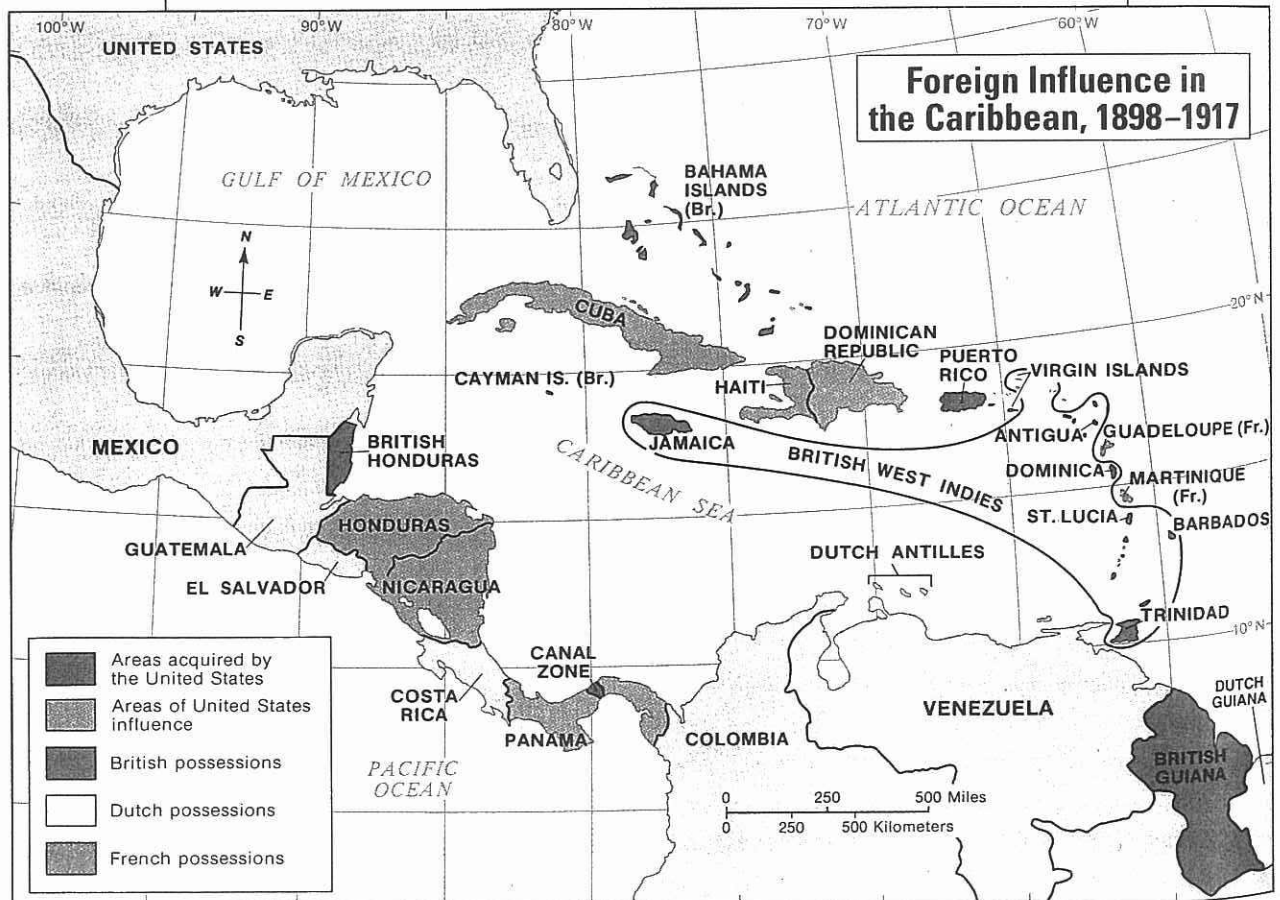 100°W
90°W
80°W
70°W
60°W
UNITED STATES
Foreign Influence in
the Caribbean, 1898–1917
GULF OF MEXICO
BAHAMA
ISLANDS
(Br.)
ATLANTIC OCEAN
N
W
E
S
20°N
CUBA
DOMINICAN
REPUBLIC
PUERTO
RICO
VIRGIN ISLANDS
CAYMAN IS. (Br.)
HAITI
MEXICO
BRITISH
HONDURAS
JAMAICA
ANTIGUA
GUADELOUPE (Fr.)
CARIBBEAN SEA
BRITISH WEST INDIES
DOMINICA
MARTINIQUE
(Fr.)
ST. LUCIA
BARBADOS
HONDURAS
GUATEMALA
EL SALVADOR
NICARAGUA
DUTCH ANTILLES
TRINIDAD
10°N
CANAL
ZONE
COSTA
RICA
PANAMA
COLOMBIA
VENEZUELA
DUTCH
GUIANA
BRITISH
GUIANA
PACIFIC
OCEAN
0 250 500 Miles
0 250 500 Kilometers
Areas acquired by
the United States
Areas of United States
influence
British possessions
Dutch possessions
French possessions